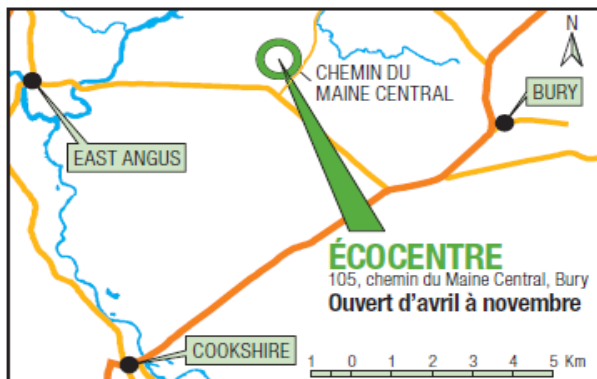 N
CHEMIN DU
MAINE CENTRAL
BURY
EAST ANGUS
ÉCOCENTRE
105, chemin du Maine Central, Bury
Ouvert d'avril à novembre
COOKSHIRE
1 0 1 2 3 4 5 Km